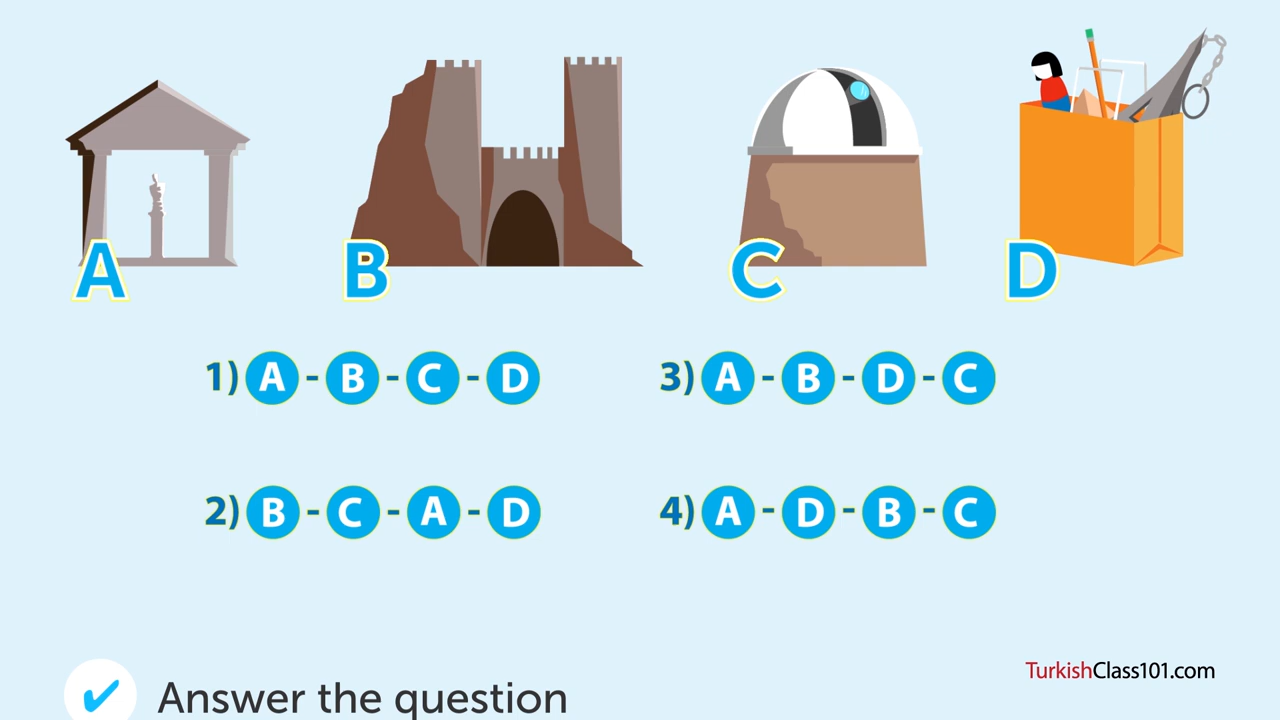 A B C D
1) A - B - C - D 3) A - B - D - C
2) B - C - A - D 4) A - D - B - C
TurkishClass101.com
✔ Answer the question